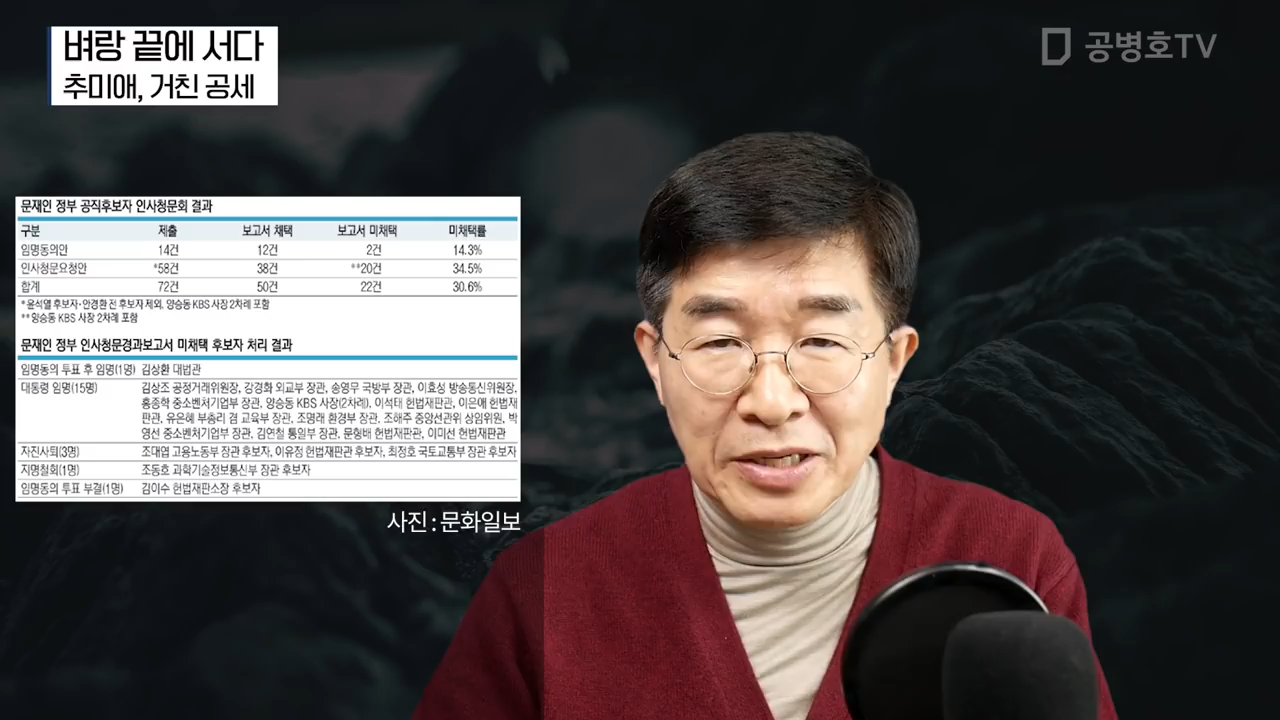 벼랑 끝에 서다
추미애, 거친 공세
공병호TV
문재인 정부 공직후보자 인사청문회 결과
구분 제출 보고서 채택 보고서 미채택 미채택률
임명동의안 14건 12건 2건 14.3%
인사청문요청안 *58건 38건 **20건 34.5%
합계 72건 50건 22건 30.6%
*윤석열 후보자·안경환 전 후보자 제외, 양승동 KBS 사장 2차례 포함
**양승동 KBS 사장 2차례 포함
문재인 정부 인사청문경과보고서 미채택 후보자 처리 결과
임명동의 투표 후 임명(1명) 김상환 대법관
대통령 임명(15명) 김상조 공정거래위원장, 강경화 외교부 장관, 송영무 국방부 장관, 이효성 방송통신위원장,
홍종학 중소벤처기업부 장관, 양승동 KBS 사장(2차례), 이석태 헌법재판관, 이은애 헌법재
판관, 유은혜 부총리 겸 교육부 장관, 조명래 환경부 장관, 조해주 중앙선관위 상임위원, 박
영선 중소벤처기업부 장관, 김연철 통일부 장관, 문형배 헌법재판관, 이미선 헌법재판관
자진사퇴(3명) 조대엽 고용노동부 장관 후보자, 이유정 헌법재판관 후보자, 최정호 국토교통부 장관 후보자
지명철회(1명) 조동호 과학기술정보통신부 장관 후보자
임명동의 투표 부결(1명) 김이수 헌법재판소장 후보자
사진 : 문화일보